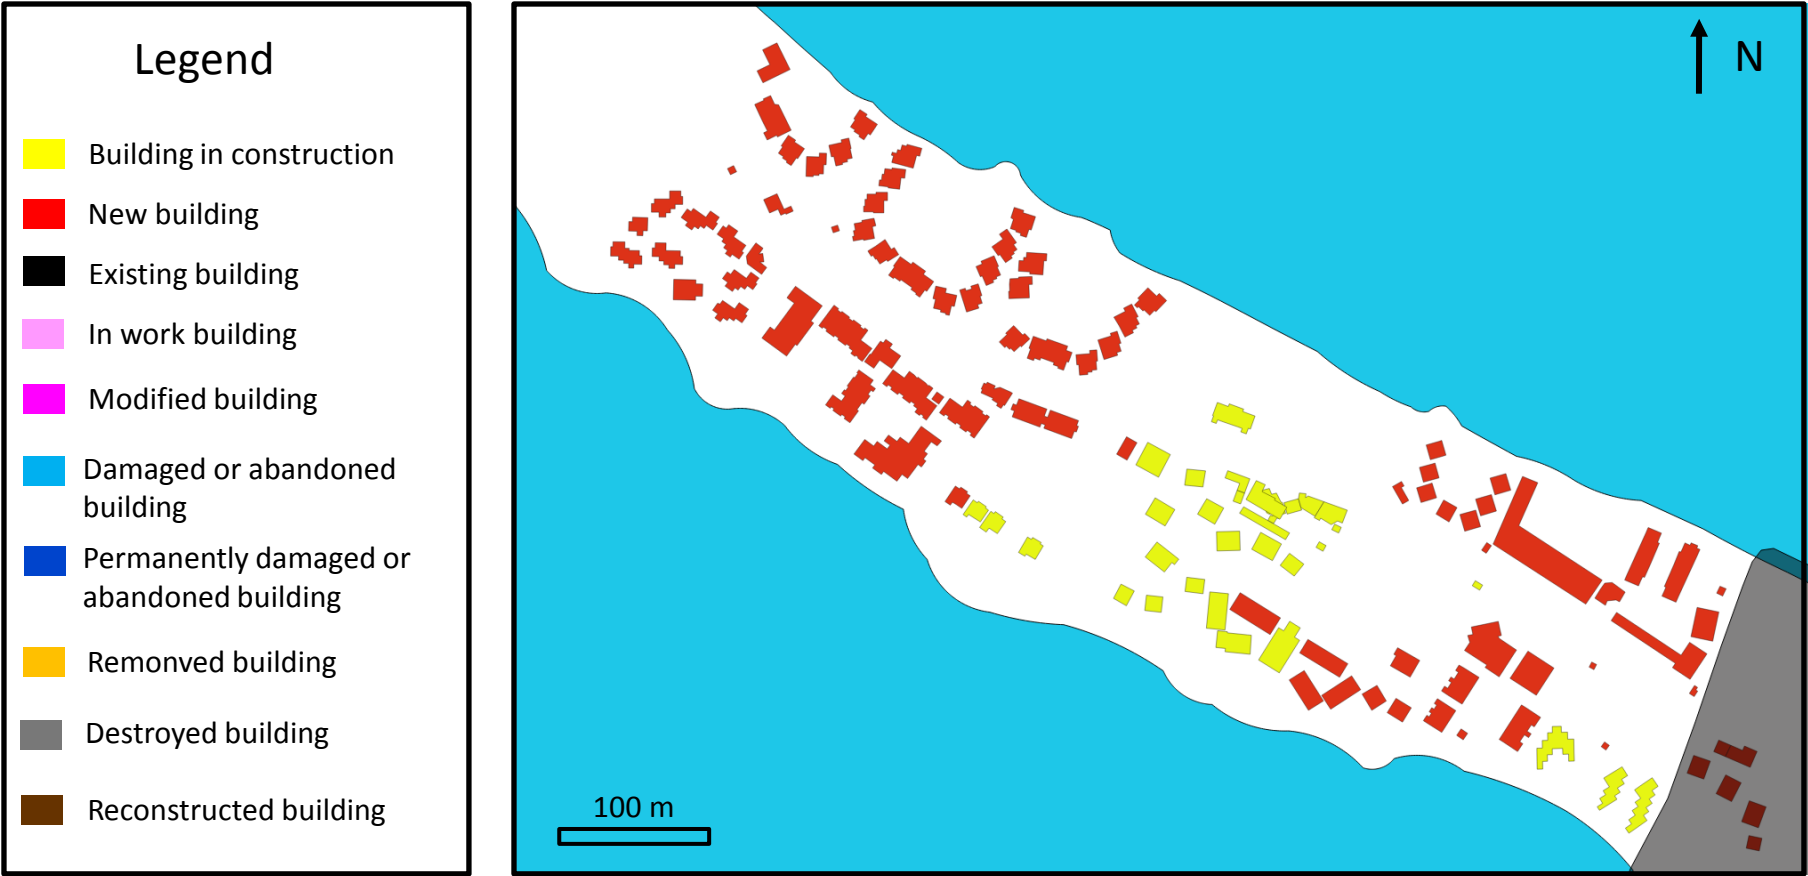 Legend
Building in construction
New building
Existing building
In work building
Modified building
Damaged or abandoned
building
Permanently damaged or
abandoned building
Remonved building
Destroyed building
Reconstructed building
N
100 m